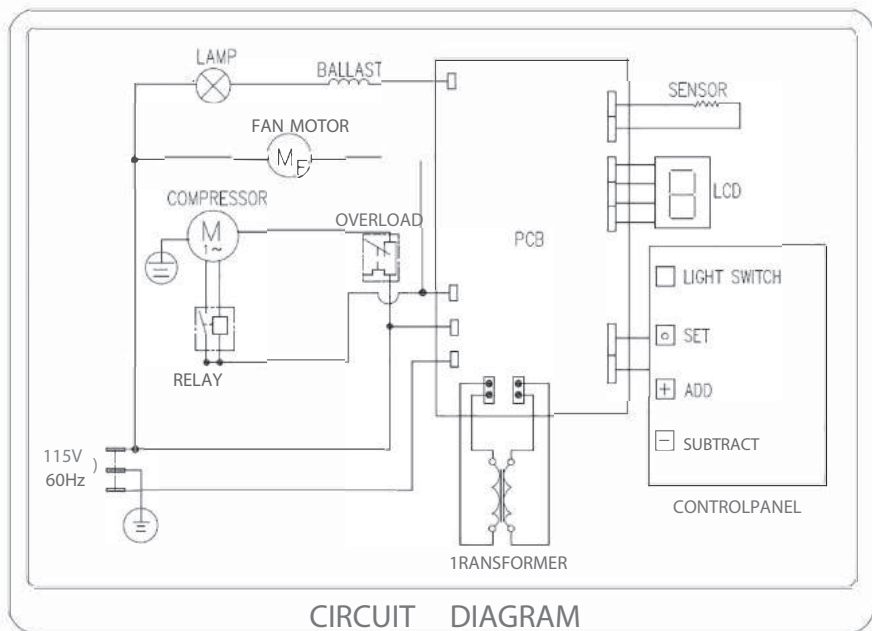 LAMP
BALLAST
SENSOR
FAN MOTOR
M F
COMPRESSOR
LCD
OVERLOAD
M
1~
PCB
LIGHT SWITCH
SET
+ ADD
RELAY
- SUBTRACT
115V
60Hz )
CONTROLPANEL
1RANSFORMER
CIRCUIT DIAGRAM